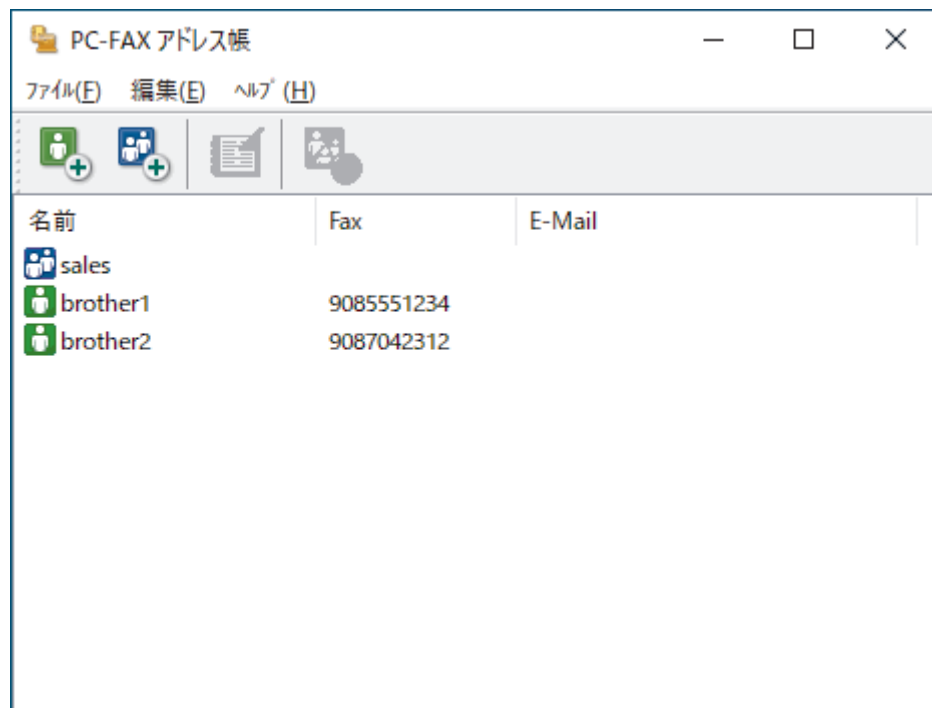 PC-FAX アドレス帳
ﾌｧｲﾙ(F) 編集(E) ﾍﾙﾌﾟ(H)
名前 Fax E-Mail
sales
brother1 9085551234
brother2 9087042312